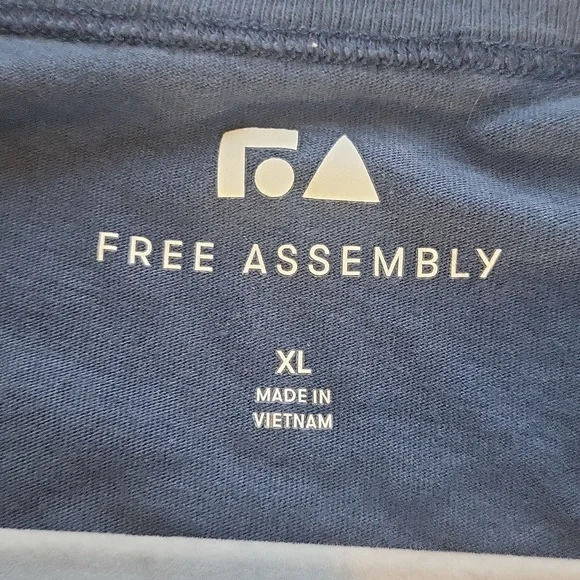 FREE ASSEMBLY
XL
MADE IN
VIETNAM